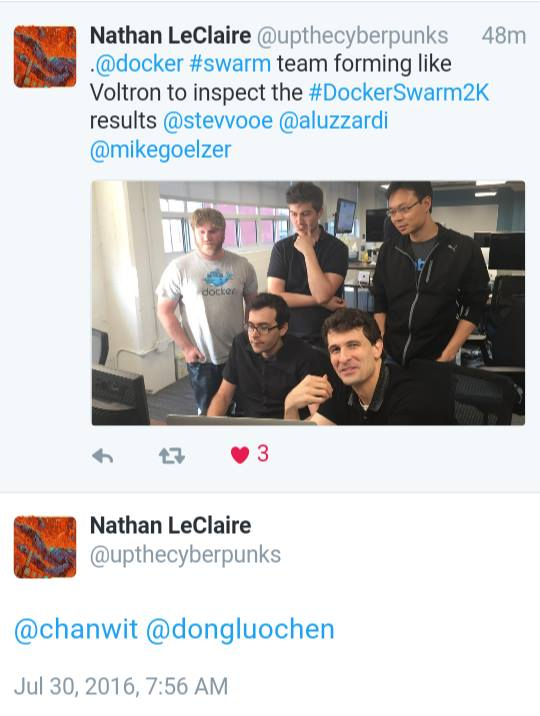 Nathan LeClaire @upthecyberpunks 48m
.@docker #swarm team forming like
Voltron to inspect the #DockerSwarm2K
results @stevvooe @aluzzardi
@mikegoelzer
docker
3
Nathan LeClaire
@upthecyberpunks
@chanwit @dongluochen
Jul 30, 2016, 7:56 AM